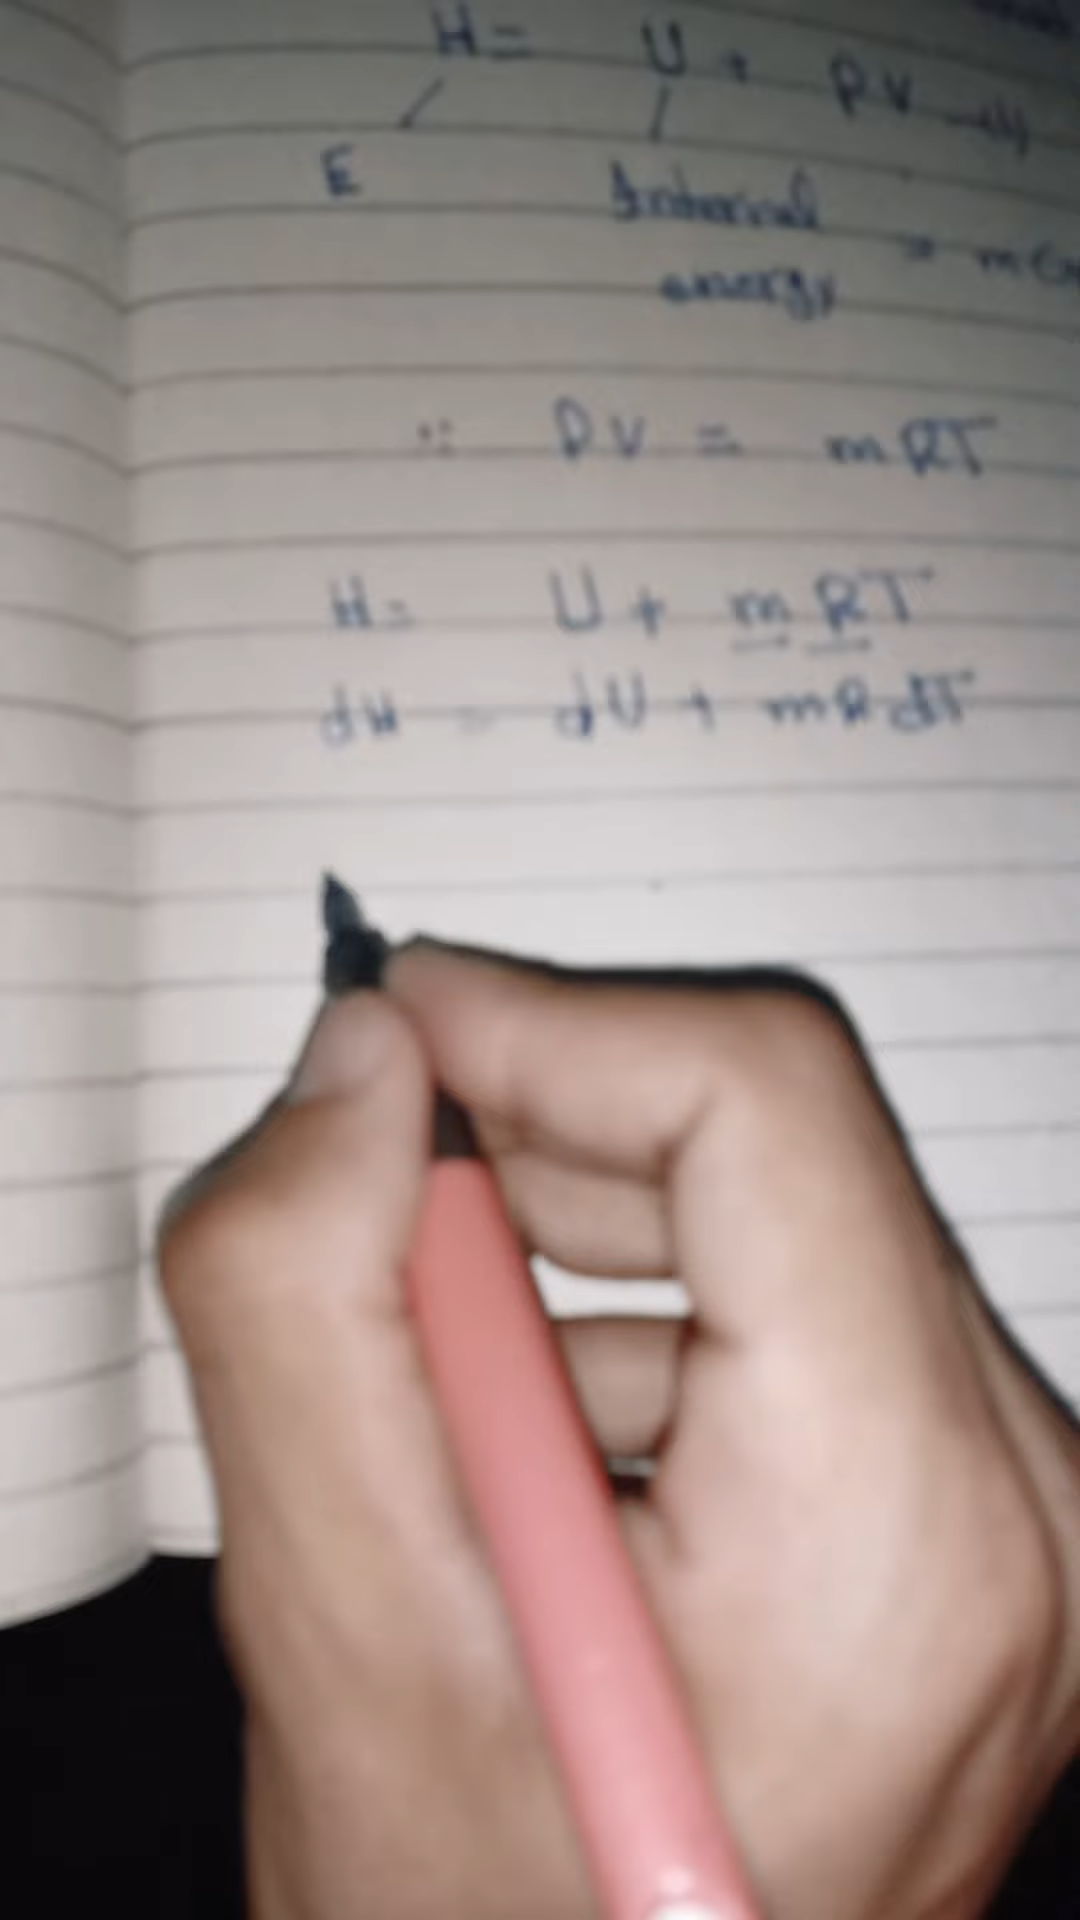 H = U + PV
E Internal
energy
∵ PV = mRT
H = U + mRT
dH = dU + mRdT